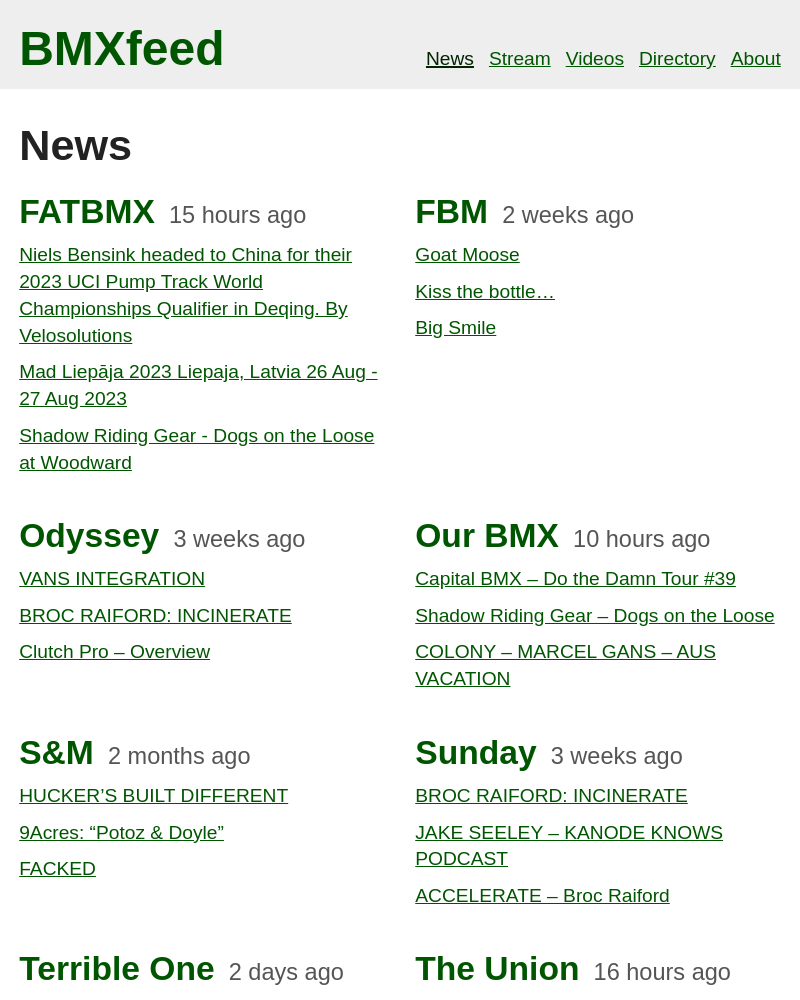 BMXfeed
News Stream Videos Directory About
News
FATBMX 15 hours ago
Niels Bensink headed to China for their
2023 UCI Pump Track World
Championships Qualifier in Deqing. By
Velosolutions
Mad Liepāja 2023 Liepaja, Latvia 26 Aug -
27 Aug 2023
Shadow Riding Gear - Dogs on the Loose
at Woodward
FBM 2 weeks ago
Goat Moose
Kiss the bottle…
Big Smile
Odyssey 3 weeks ago
VANS INTEGRATION
BROC RAIFORD: INCINERATE
Clutch Pro – Overview
Our BMX 10 hours ago
Capital BMX – Do the Damn Tour #39
Shadow Riding Gear – Dogs on the Loose
COLONY – MARCEL GANS – AUS
VACATION
S&M 2 months ago
HUCKER’S BUILT DIFFERENT
9Acres: “Potoz & Doyle”
FACKED
Sunday 3 weeks ago
BROC RAIFORD: INCINERATE
JAKE SEELEY – KANODE KNOWS
PODCAST
ACCELERATE – Broc Raiford
Terrible One 2 days ago
The Union 16 hours ago